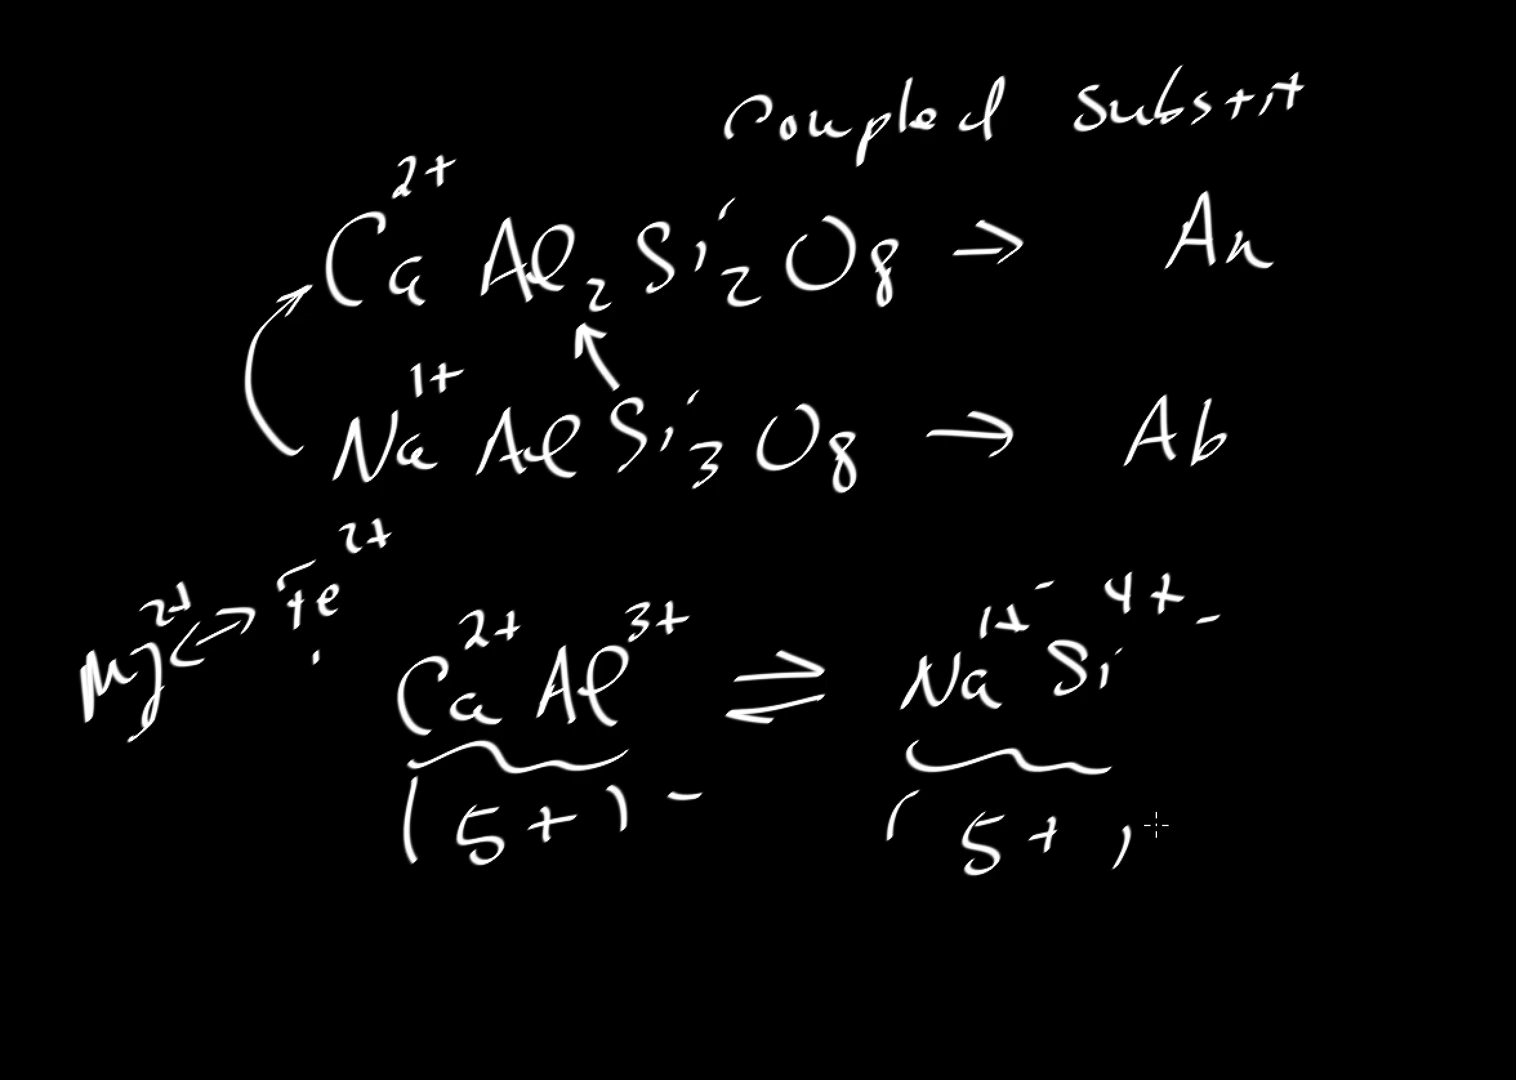 Coupled Substit
Ca²⁺ Al₂ Si₂ O₈ → An
Na¹⁺ Al Si₃ O₈ → Ab
Mg²⁺ ↔ Fe²⁺
Ca²⁺ Al³⁺ ⇌ Na¹⁺ Si⁴⁺
(5+) (5+)